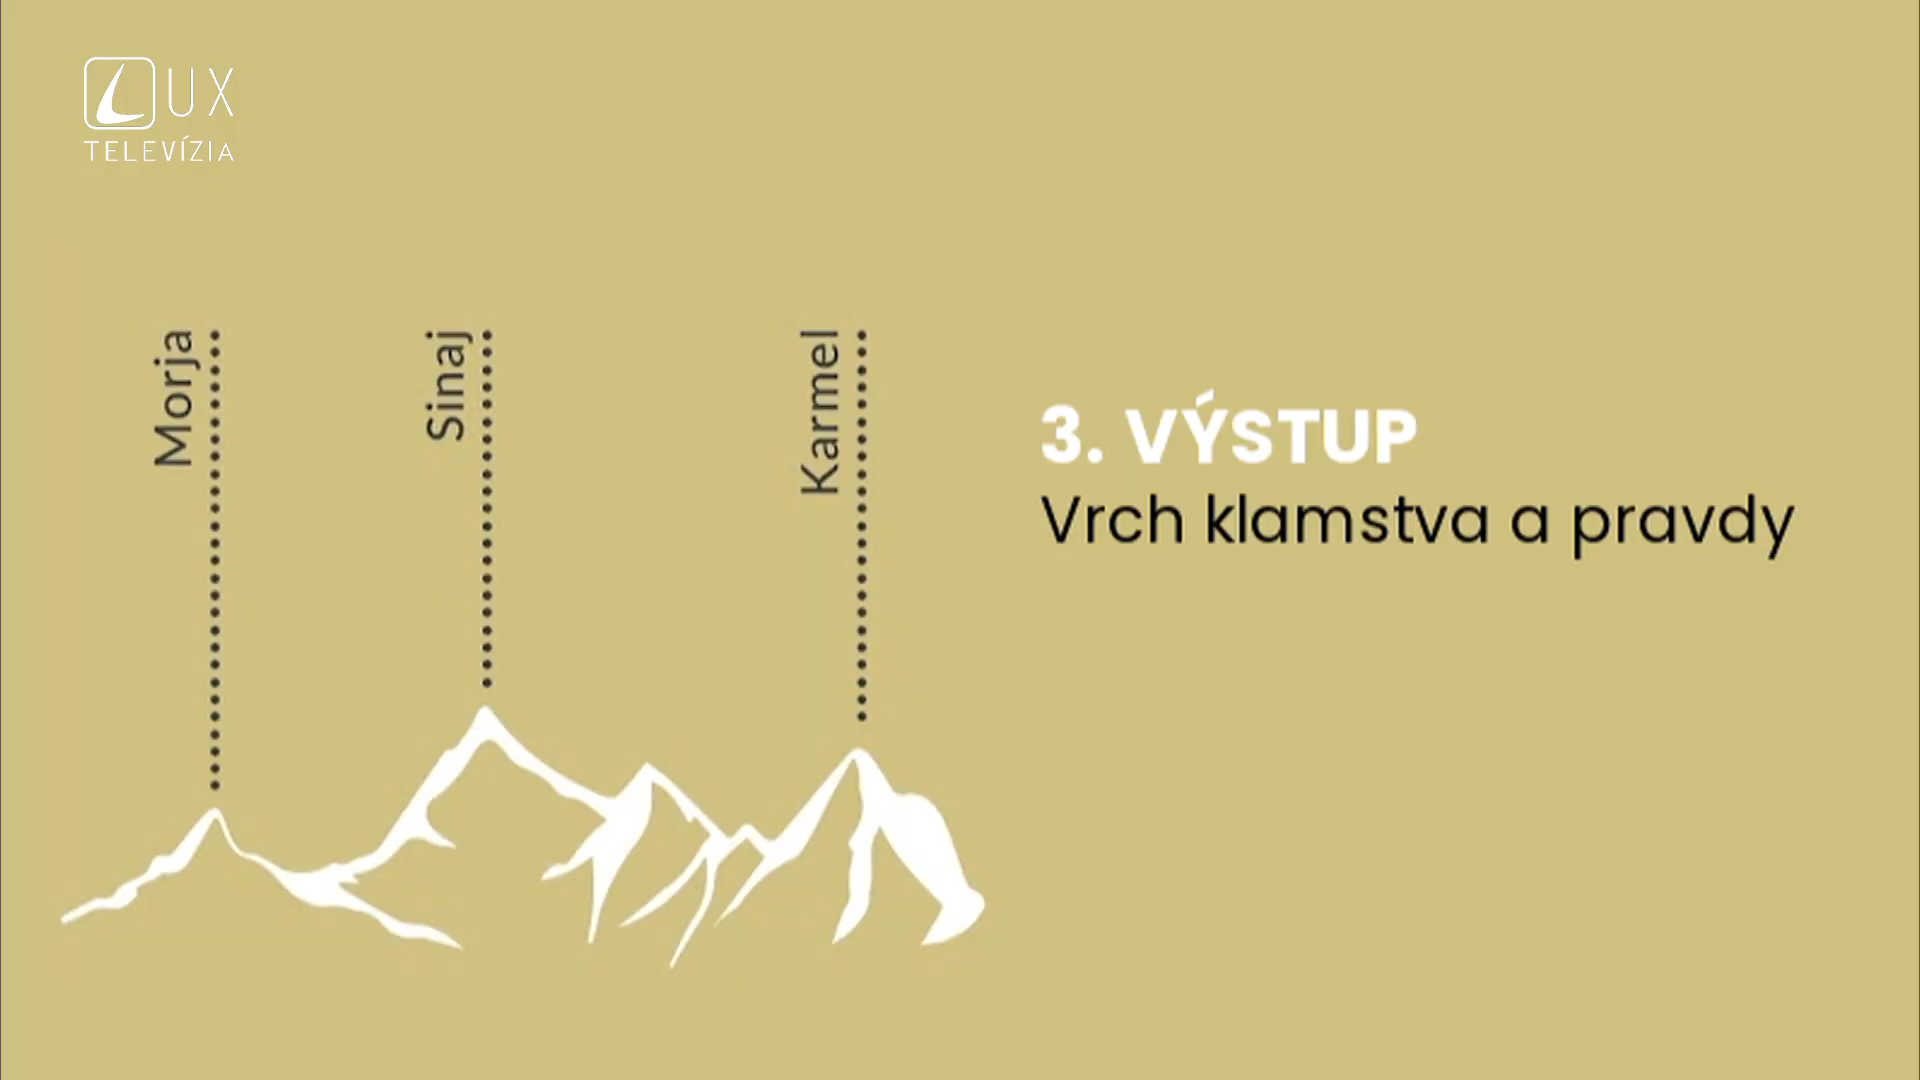 LUX
TELEVÍZIA
Morja
Sinaj
Karmel
3. VÝSTUP
Vrch klamstva a pravdy